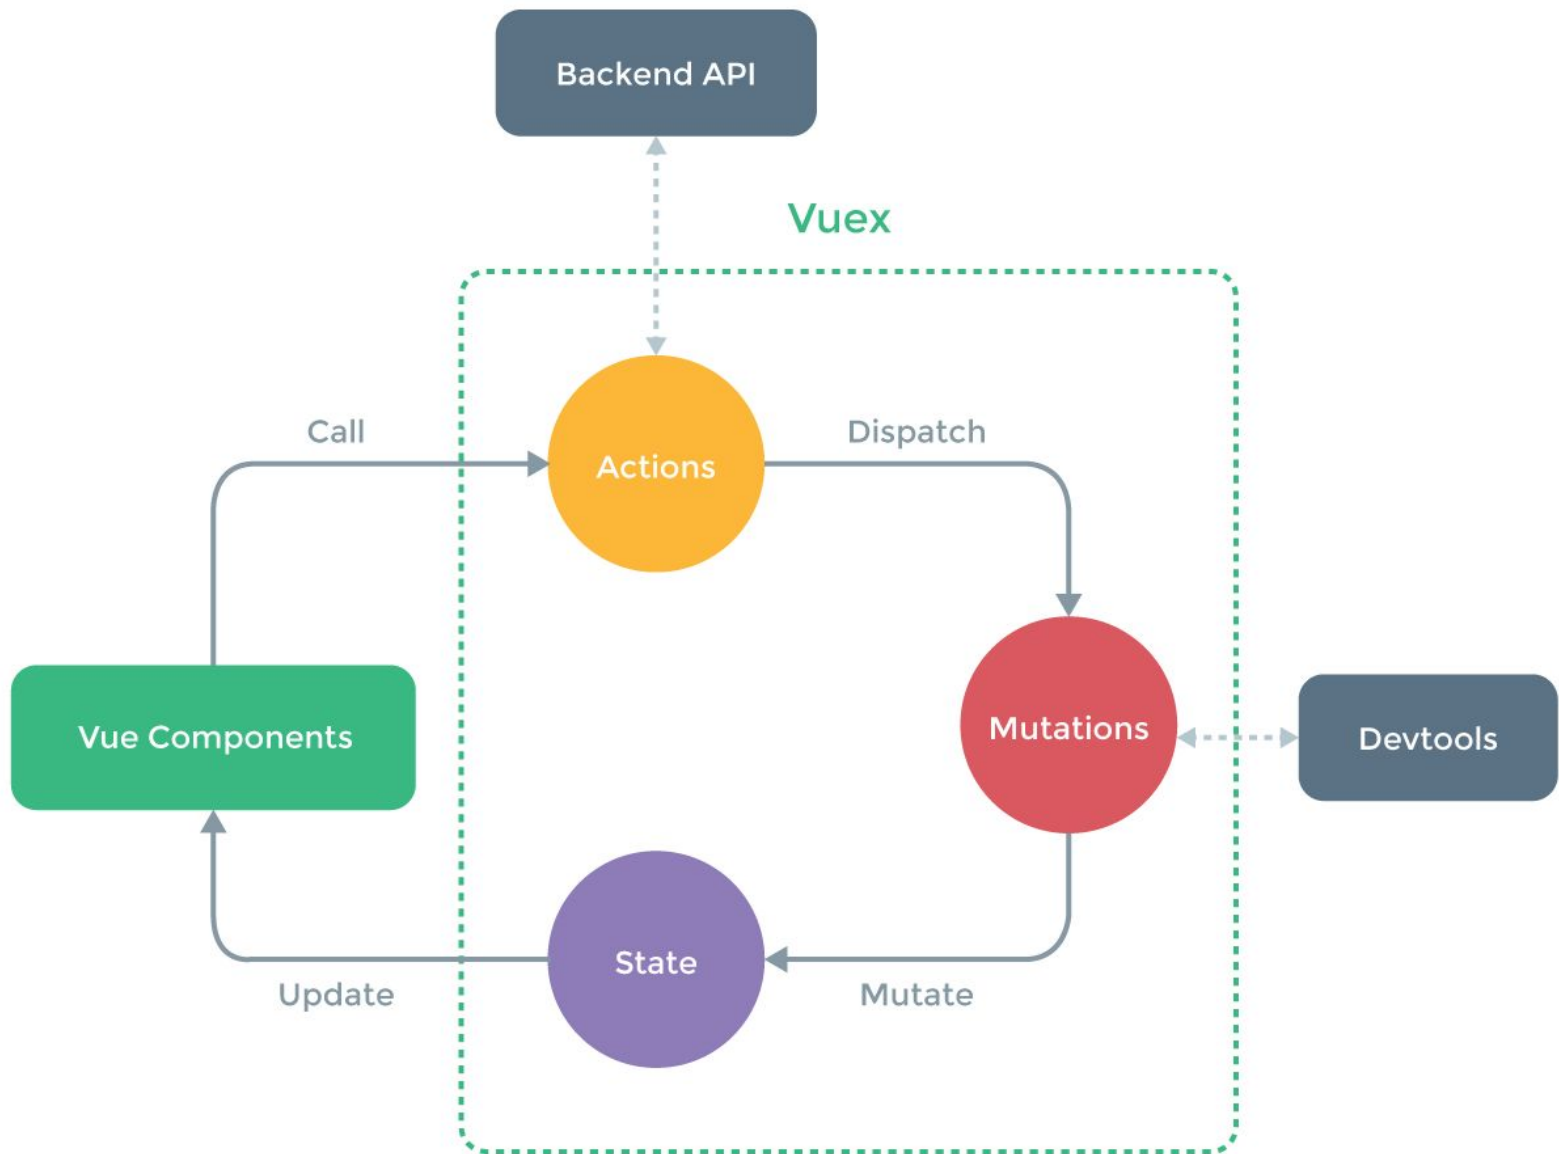 Backend API
Vuex
Call
Dispatch
Actions
Vue Components
Mutations
Devtools
State
Update
Mutate